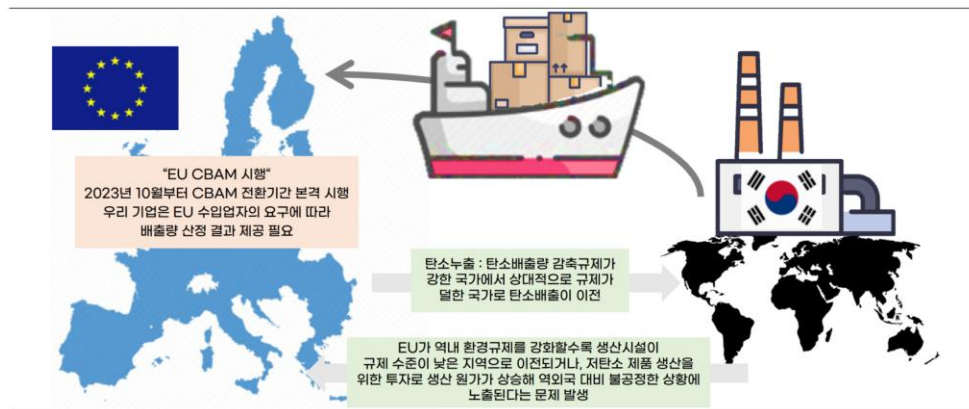 "EU CBAM 시행"
2023년 10월부터 CBAM 전환기간 본격 시행
우리 기업은 EU 수입업자의 요구에 따라
배출량 산정 결과 제공 필요
탄소누출 : 탄소배출량 감축규제가
강한 국가에서 상대적으로 규제가
덜한 국가로 탄소배출이 이전
EU가 역내 환경규제를 강화할수록 생산시설이
규제 수준이 낮은 지역으로 이전되거나, 저탄소 제품 생산을
위한 투자로 생산 원가가 상승해 역외국 대비 불공정한 상황에
노출된다는 문제 발생